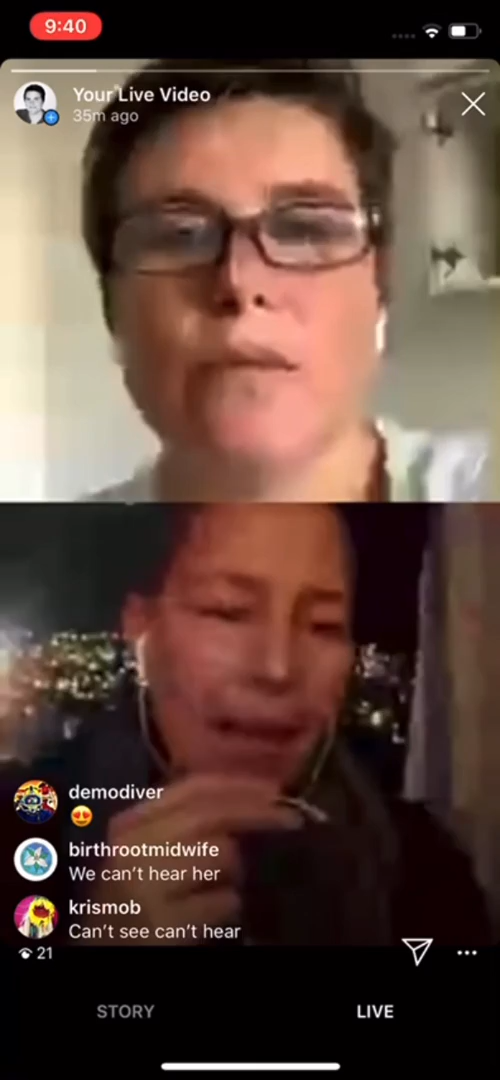 9:40
Your Live Video
35m ago
demodiver
😍
birthrootmidwife
We can't hear her
krismob
Can't see can't hear
21
STORY
LIVE